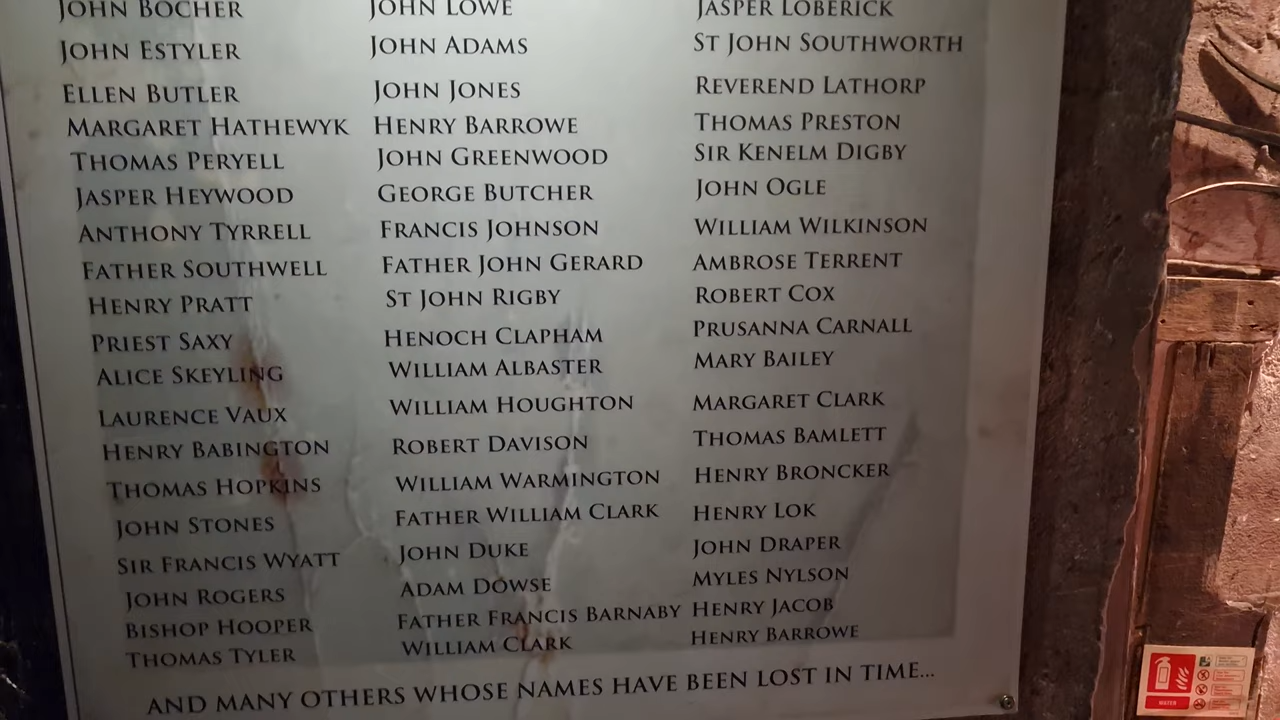 JOHN BOCHER
JOHN ESTYLER
ELLEN BUTLER
MARGARET HATHEWYK
THOMAS PERYELL
JASPER HEYWOOD
ANTHONY TYRRELL
FATHER SOUTHWELL
HENRY PRATT
PRIEST SAXY
ALICE SKEYLING
LAURENCE VAUX
HENRY BABINGTON
THOMAS HOPKINS
JOHN STONES
SIR FRANCIS WYATT
JOHN ROGERS
BISHOP HOOPER
THOMAS TYLER
JOHN LOWE
JOHN ADAMS
JOHN JONES
HENRY BARROWE
JOHN GREENWOOD
GEORGE BUTCHER
FRANCIS JOHNSON
FATHER JOHN GERARD
ST JOHN RIGBY
HENOCH CLAPHAM
WILLIAM ALBASTER
WILLIAM HOUGHTON
ROBERT DAVISON
WILLIAM WARMINGTON
FATHER WILLIAM CLARK
JOHN DUKE
ADAM DOWSE
FATHER FRANCIS BARNABY
WILLIAM CLARK
JASPER LOBERICK
ST JOHN SOUTHWORTH
REVEREND LATHORP
THOMAS PRESTON
SIR KENELM DIGBY
JOHN OGLE
WILLIAM WILKINSON
AMBROSE TERRENT
ROBERT COX
PRUSANNA CARNALL
MARY BAILEY
MARGARET CLARK
THOMAS BAMLETT
HENRY BRONCKER
HENRY LOK
JOHN DRAPER
MYLES NYLSON
HENRY JACOB
HENRY BARROWE
AND MANY OTHERS WHOSE NAMES HAVE BEEN LOST IN TIME...
WATER